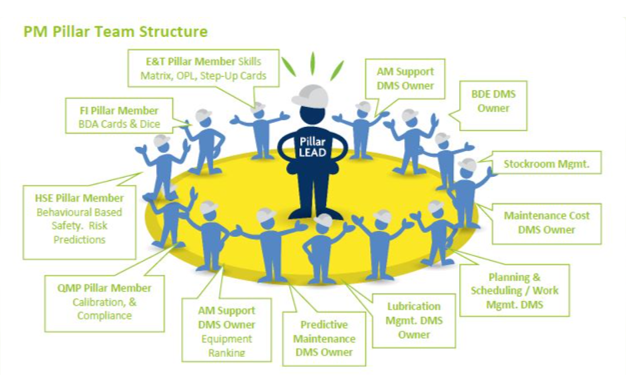 PM Pillar Team Structure
E&T Pillar Member Skills
Matrix, OPL, Step-Up Cards
AM Support
DMS Owner
BDE DMS
Owner
FI Pillar Member
BDA Cards & Dice
Pillar
LEAD
Stockroom Mgmt.
HSE Pillar Member
Behavioural Based
Safety. Risk
Predictions
Maintenance Cost
DMS Owner
QMP Pillar Member
Calibration, &
Compliance
Planning &
Scheduling / Work
Mgmt. DMS
AM Support
DMS Owner
Equipment
Ranking
Predictive
Maintenance
DMS Owner
Lubrication
Mgmt. DMS
Owner